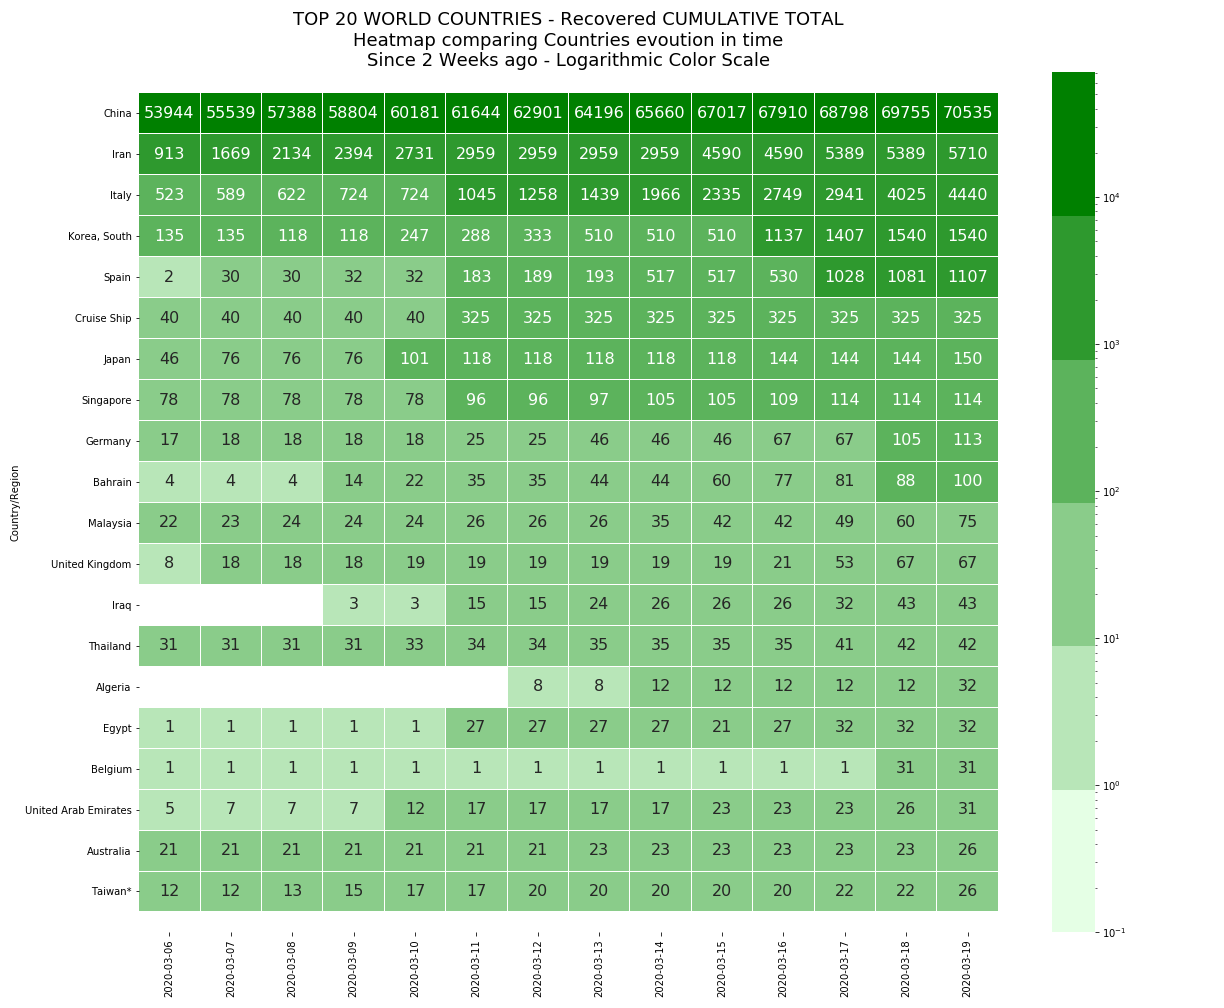 TOP 20 WORLD COUNTRIES - Recovered CUMULATIVE TOTAL
Heatmap comparing Countries evoution in time
Since 2 Weeks ago - Logarithmic Color Scale
Country/Region
China 53944 55539 57388 58804 60181 61644 62901 64196 65660 67017 67910 68798 69755 70535
Iran 913 1669 2134 2394 2731 2959 2959 2959 2959 4590 4590 5389 5389 5710
Italy 523 589 622 724 724 1045 1258 1439 1966 2335 2749 2941 4025 4440
Korea, South 135 135 118 118 247 288 333 510 510 510 1137 1407 1540 1540
Spain 2 30 30 32 32 183 189 193 517 517 530 1028 1081 1107
Cruise Ship 40 40 40 40 40 325 325 325 325 325 325 325 325 325
Japan 46 76 76 76 101 118 118 118 118 118 144 144 144 150
Singapore 78 78 78 78 78 96 96 97 105 105 109 114 114 114
Germany 17 18 18 18 18 25 25 46 46 46 67 67 105 113
Bahrain 4 4 4 14 22 35 35 44 44 60 77 81 88 100
Malaysia 22 23 24 24 24 26 26 26 35 42 42 49 60 75
United Kingdom 8 18 18 18 19 19 19 19 19 19 21 53 67 67
Iraq 3 3 15 15 24 26 26 26 32 43 43
Thailand 31 31 31 31 33 34 34 35 35 35 35 41 42 42
Algeria 8 8 12 12 12 12 12 32
Egypt 1 1 1 1 1 27 27 27 27 21 27 32 32 32
Belgium 1 1 1 1 1 1 1 1 1 1 1 1 31 31
United Arab Emirates 5 7 7 7 12 17 17 17 17 23 23 23 26 31
Australia 21 21 21 21 21 21 21 23 23 23 23 23 23 26
Taiwan* 12 12 13 15 17 17 20 20 20 20 20 22 22 26
2020-03-06 2020-03-07 2020-03-08 2020-03-09 2020-03-10 2020-03-11 2020-03-12 2020-03-13 2020-03-14 2020-03-15 2020-03-16 2020-03-17 2020-03-18 2020-03-19
10⁴
10³
10²
10¹
10⁰
10⁻¹